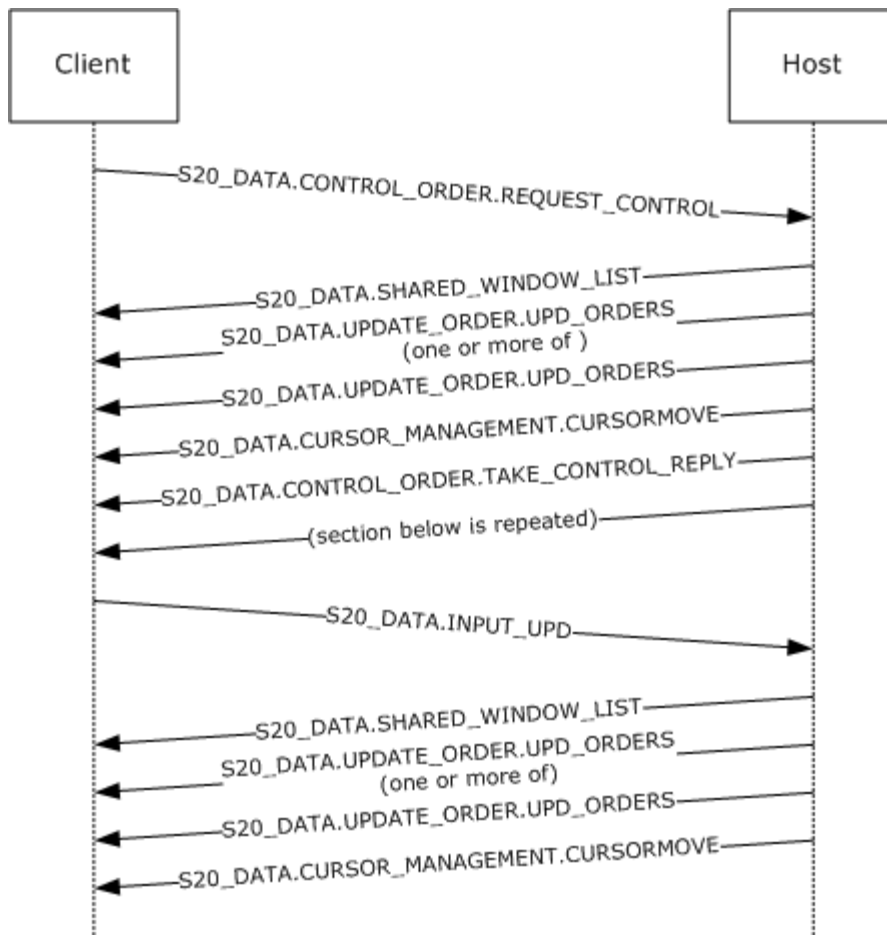 Client
Host
S20_DATA.CONTROL_ORDER.REQUEST_CONTROL
S20_DATA.SHARED_WINDOW_LIST
S20_DATA.UPDATE_ORDER.UPD_ORDERS
(one or more of )
S20_DATA.UPDATE_ORDER.UPD_ORDERS
S20_DATA.CURSOR_MANAGEMENT.CURSORMOVE
S20_DATA.CONTROL_ORDER.TAKE_CONTROL_REPLY
(section below is repeated)
S20_DATA.INPUT_UPD
S20_DATA.SHARED_WINDOW_LIST
S20_DATA.UPDATE_ORDER.UPD_ORDERS
(one or more of)
S20_DATA.UPDATE_ORDER.UPD_ORDERS
S20_DATA.CURSOR_MANAGEMENT.CURSORMOVE